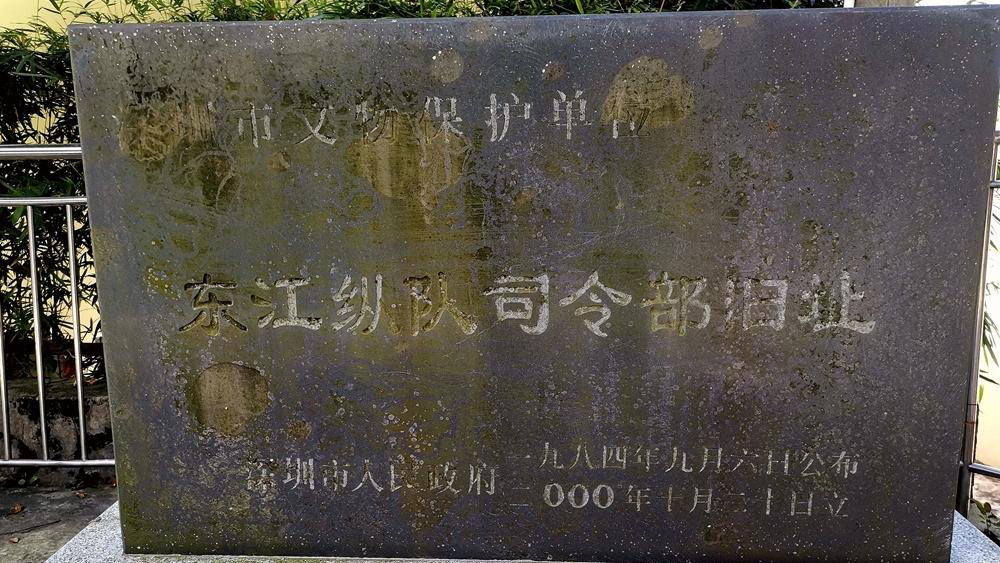 市文物保护单位
东江纵队司令部旧址
深圳市人民政府
一九八四年九月六日公布
二000年十月二十日立